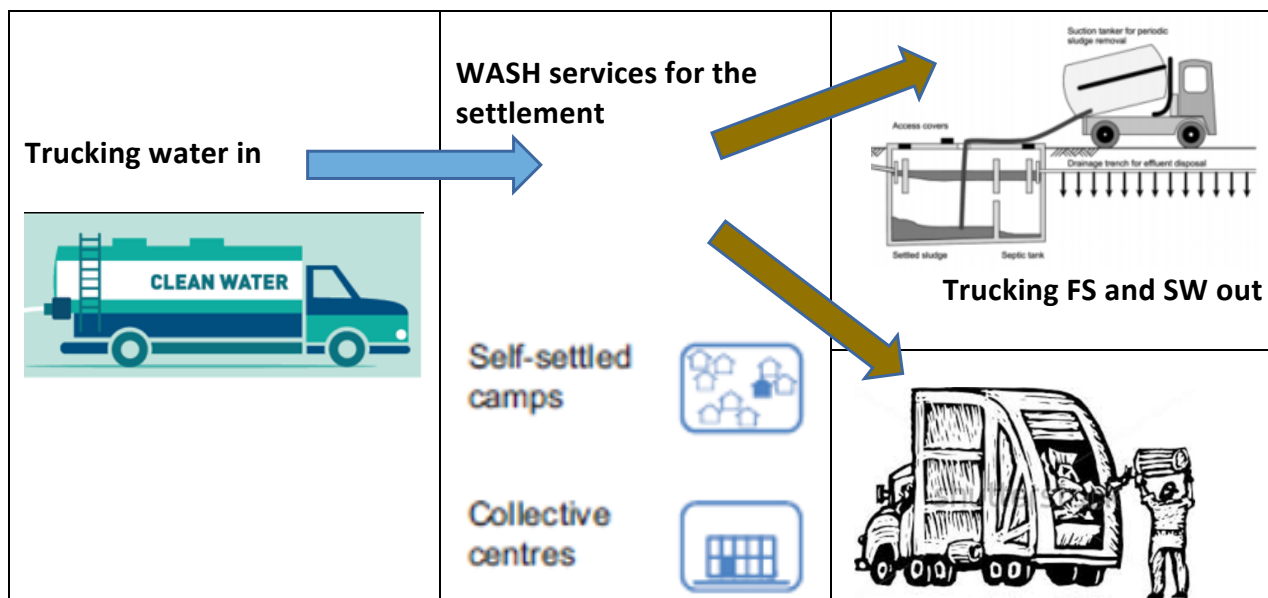 Trucking water in
CLEAN WATER
WASH services for the
settlement
Self-settled
camps
Collective
centres
Suction tanker for periodic
sludge removal
Access covers
Drainage trench for effluent disposal
Settled sludge
Septic tank
Trucking FS and SW out